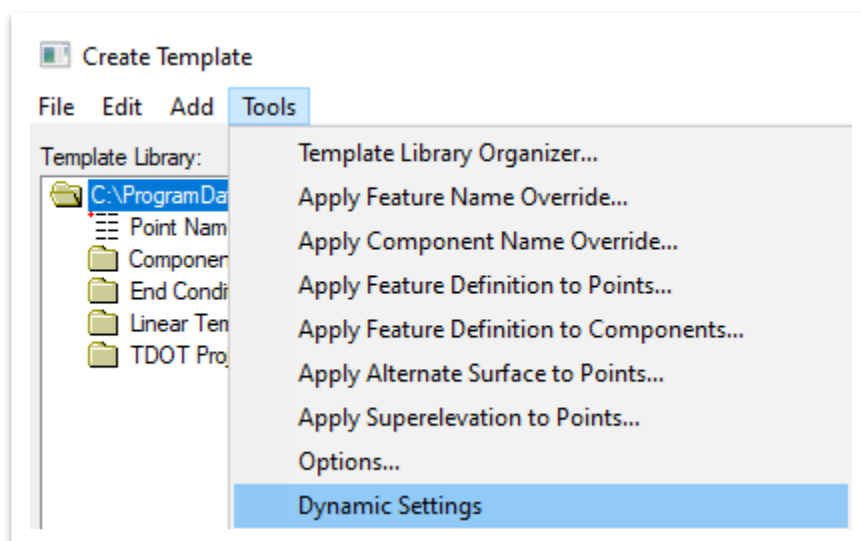 Create Template
File Edit Add Tools
Template Library:
C:\ProgramDa
Point Nam
Componen
End Condi
Linear Tem
TDOT Proj
Template Library Organizer...
Apply Feature Name Override...
Apply Component Name Override...
Apply Feature Definition to Points...
Apply Feature Definition to Components...
Apply Alternate Surface to Points...
Apply Superelevation to Points...
Options...
Dynamic Settings